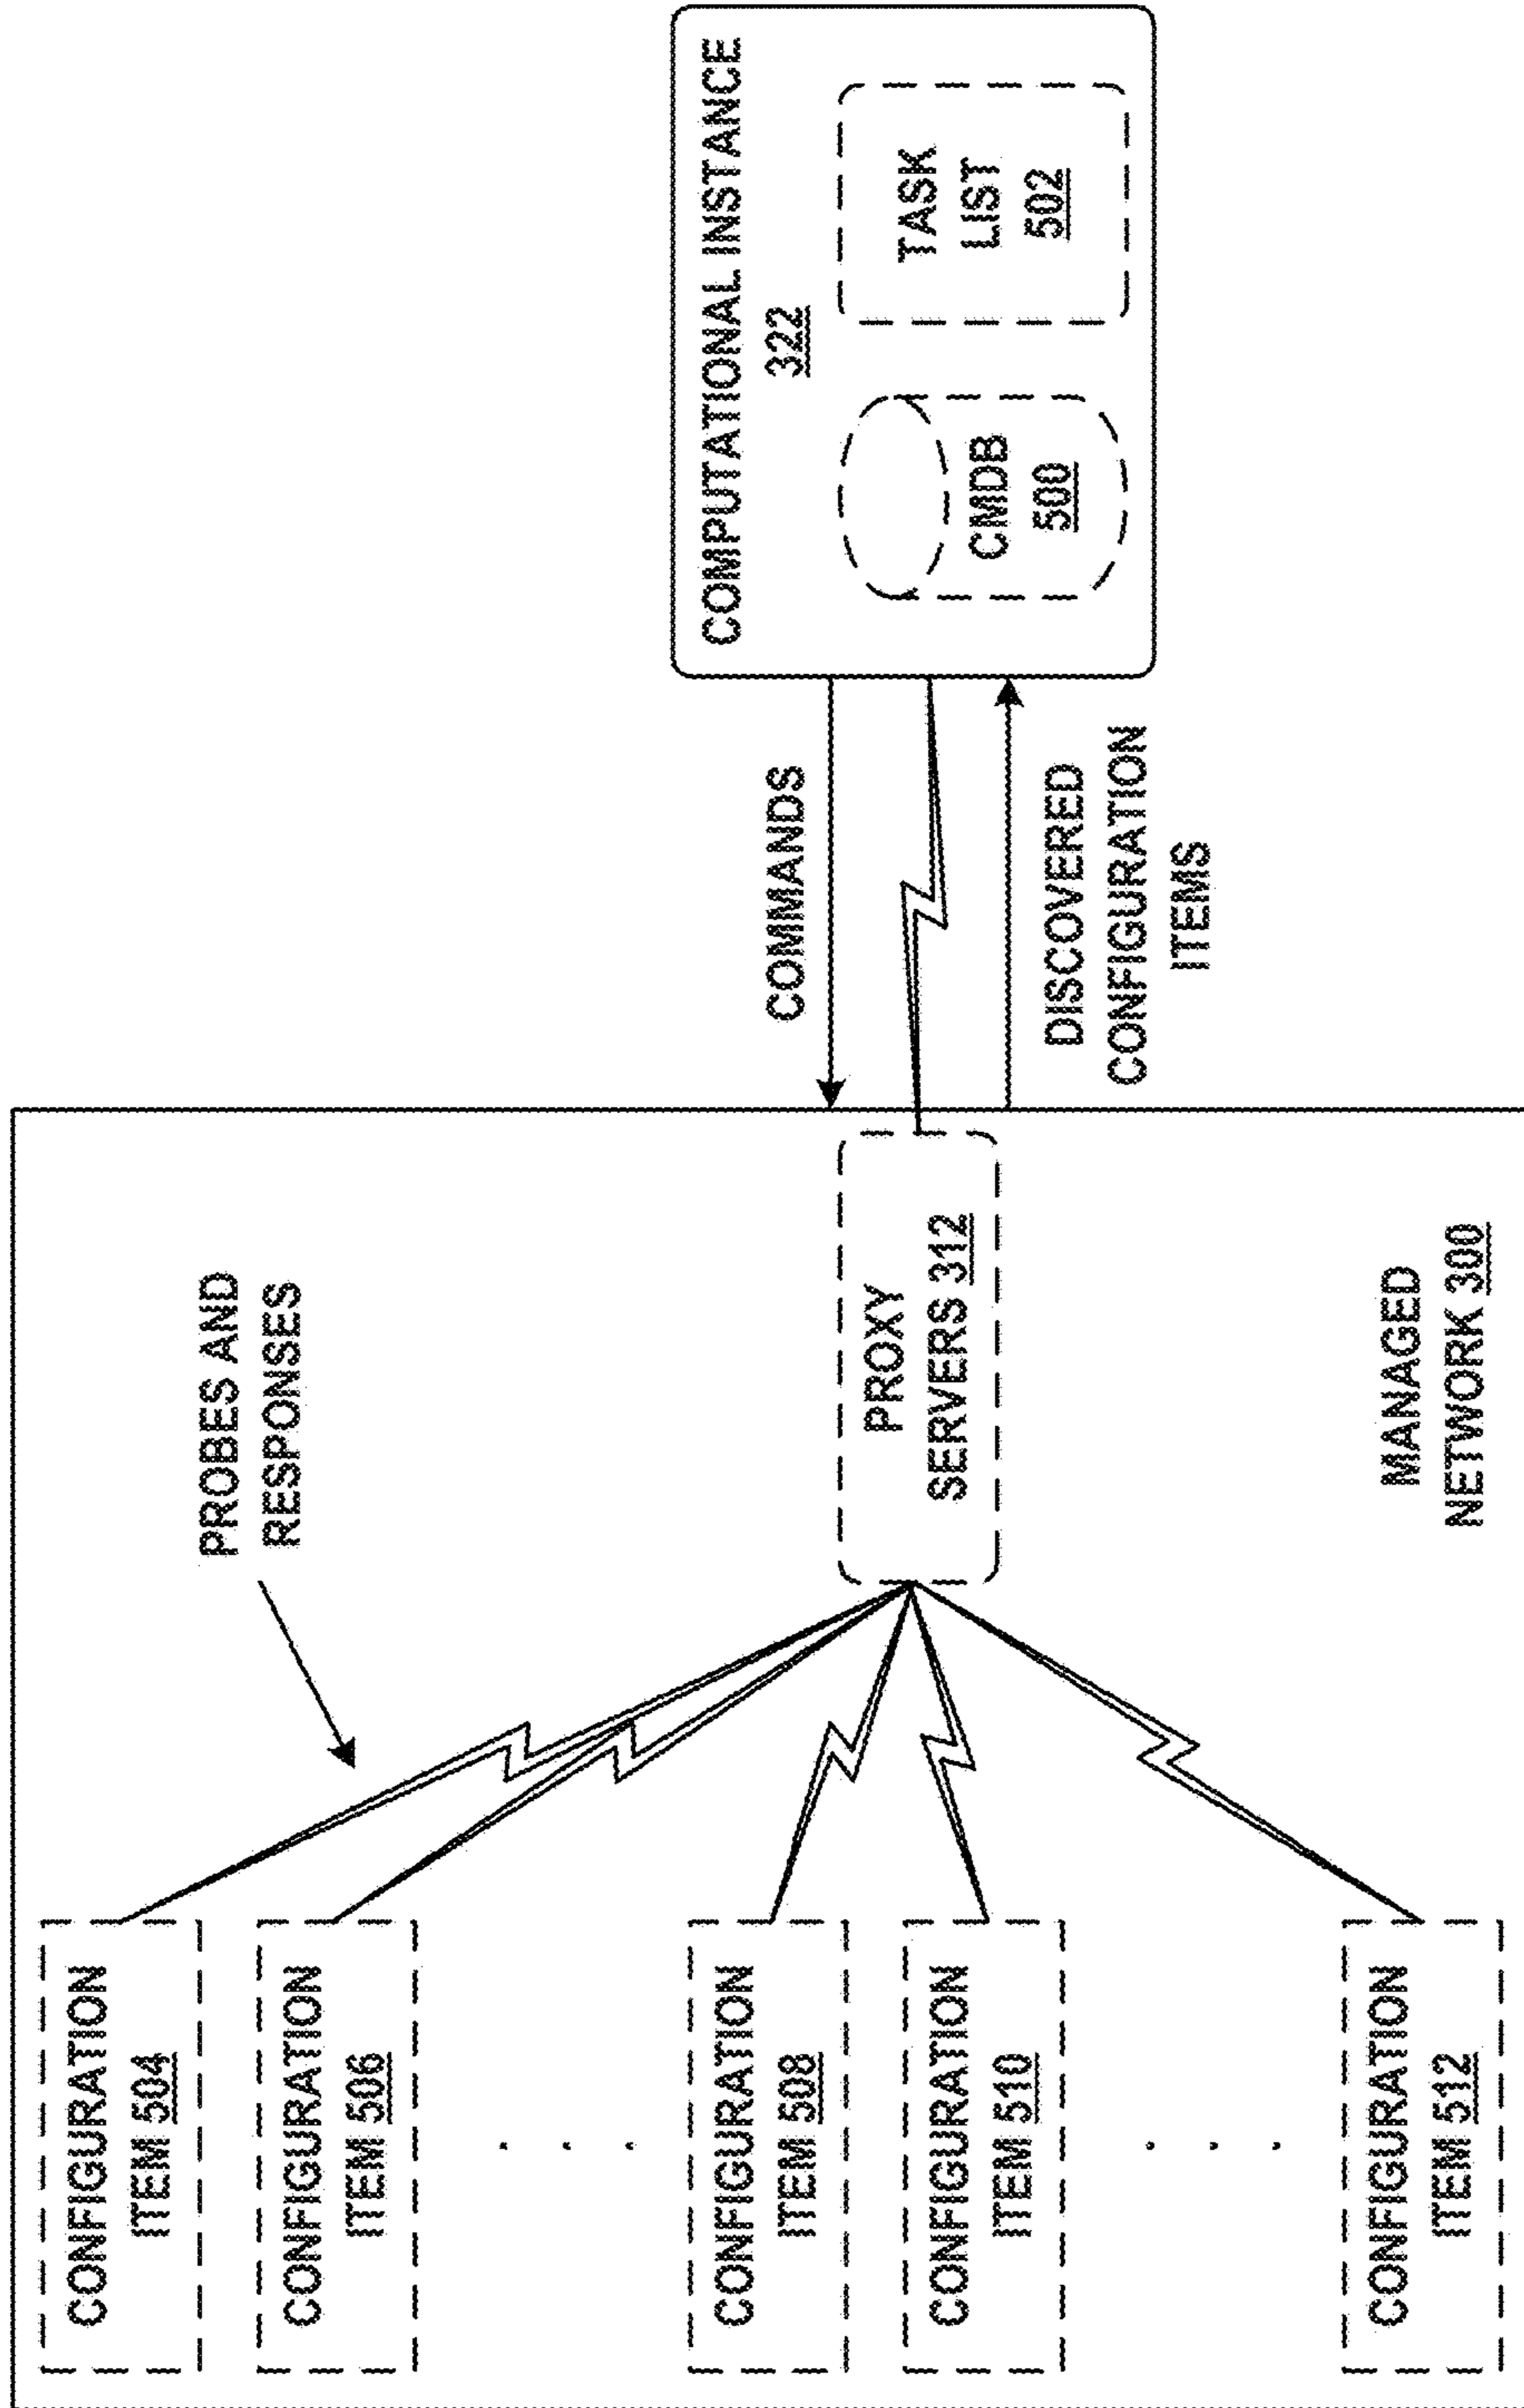 CONFIGURATION
ITEM 504
CONFIGURATION
ITEM 506
. . .
CONFIGURATION
ITEM 508
CONFIGURATION
ITEM 510
. . .
CONFIGURATION
ITEM 512
PROBES AND
RESPONSES
PROXY
SERVERS 312
MANAGED
NETWORK 300
COMMANDS
DISCOVERED
CONFIGURATION
ITEMS
COMPUTATIONAL INSTANCE
322
CMDB
500
TASK
LIST
502